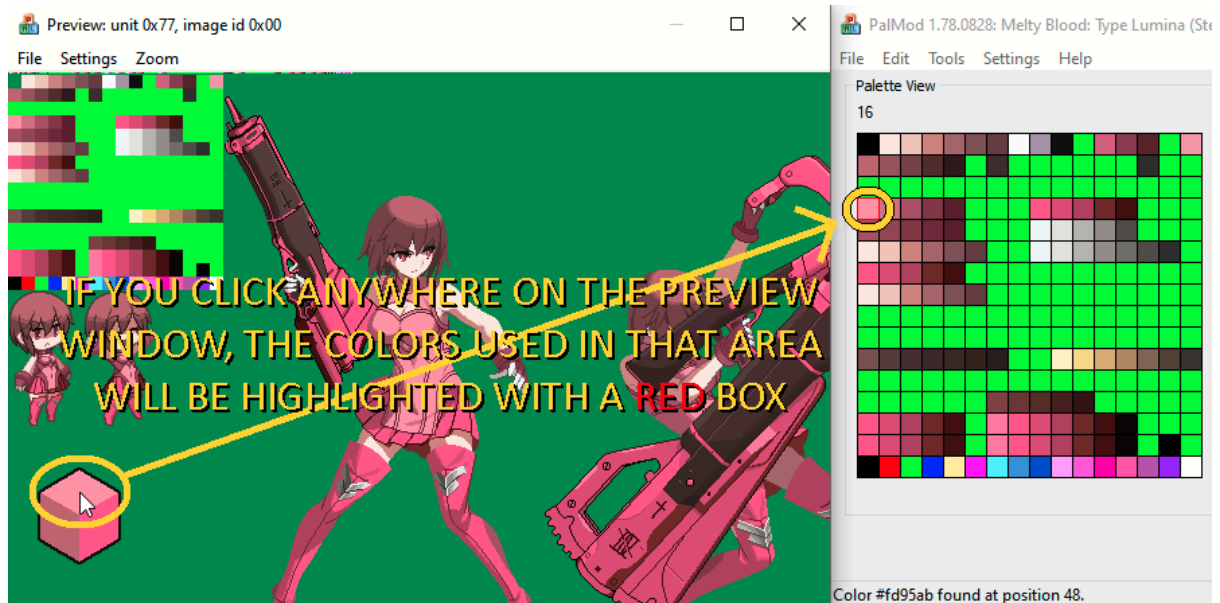 Preview: unit 0x77, image id 0x00
File Settings Zoom
IF YOU CLICK ANYWHERE ON THE PREVIEW
WINDOW, THE COLORS USED IN THAT AREA
WILL BE HIGHLIGHTED WITH A RED BOX
PalMod 1.78.0828: Melty Blood: Type Lumina (Ste
File Edit Tools Settings Help
Palette View
16
Color #fd95ab found at position 48.